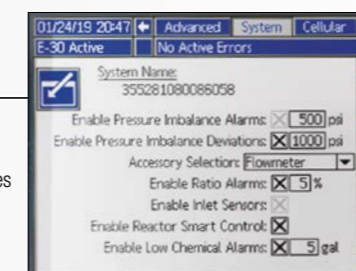 01/24/19 20:47 Advanced System Cellular
E-30 Active No Active Errors
System Name:
355281080086058
Enable Pressure Imbalance Alarms: 500 psi
Enable Pressure Imbalance Deviations: 1000 psi
Accessory Selection: Flowmeter
es
Enable Ratio Alarms: 5 %
Enable Inlet Sensors:
Enable Reactor Smart Control:
Enable Low Chemical Alarms: 5 gal